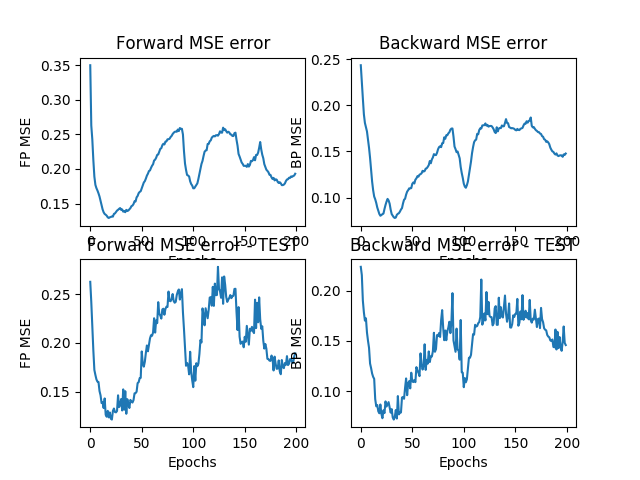 Forward MSE error
Backward MSE error
FP MSE
0.35
0.30
0.25
0.20
0.15
0 50 100 150 200
Epochs
BP MSE
0.25
0.20
0.15
0.10
0 50 100 150 200
Epochs
Forward MSE error - TEST
Backward MSE error - TEST
FP MSE
0.25
0.20
0.15
0 50 100 150 200
Epochs
BP MSE
0.20
0.15
0.10
0 50 100 150 200
Epochs